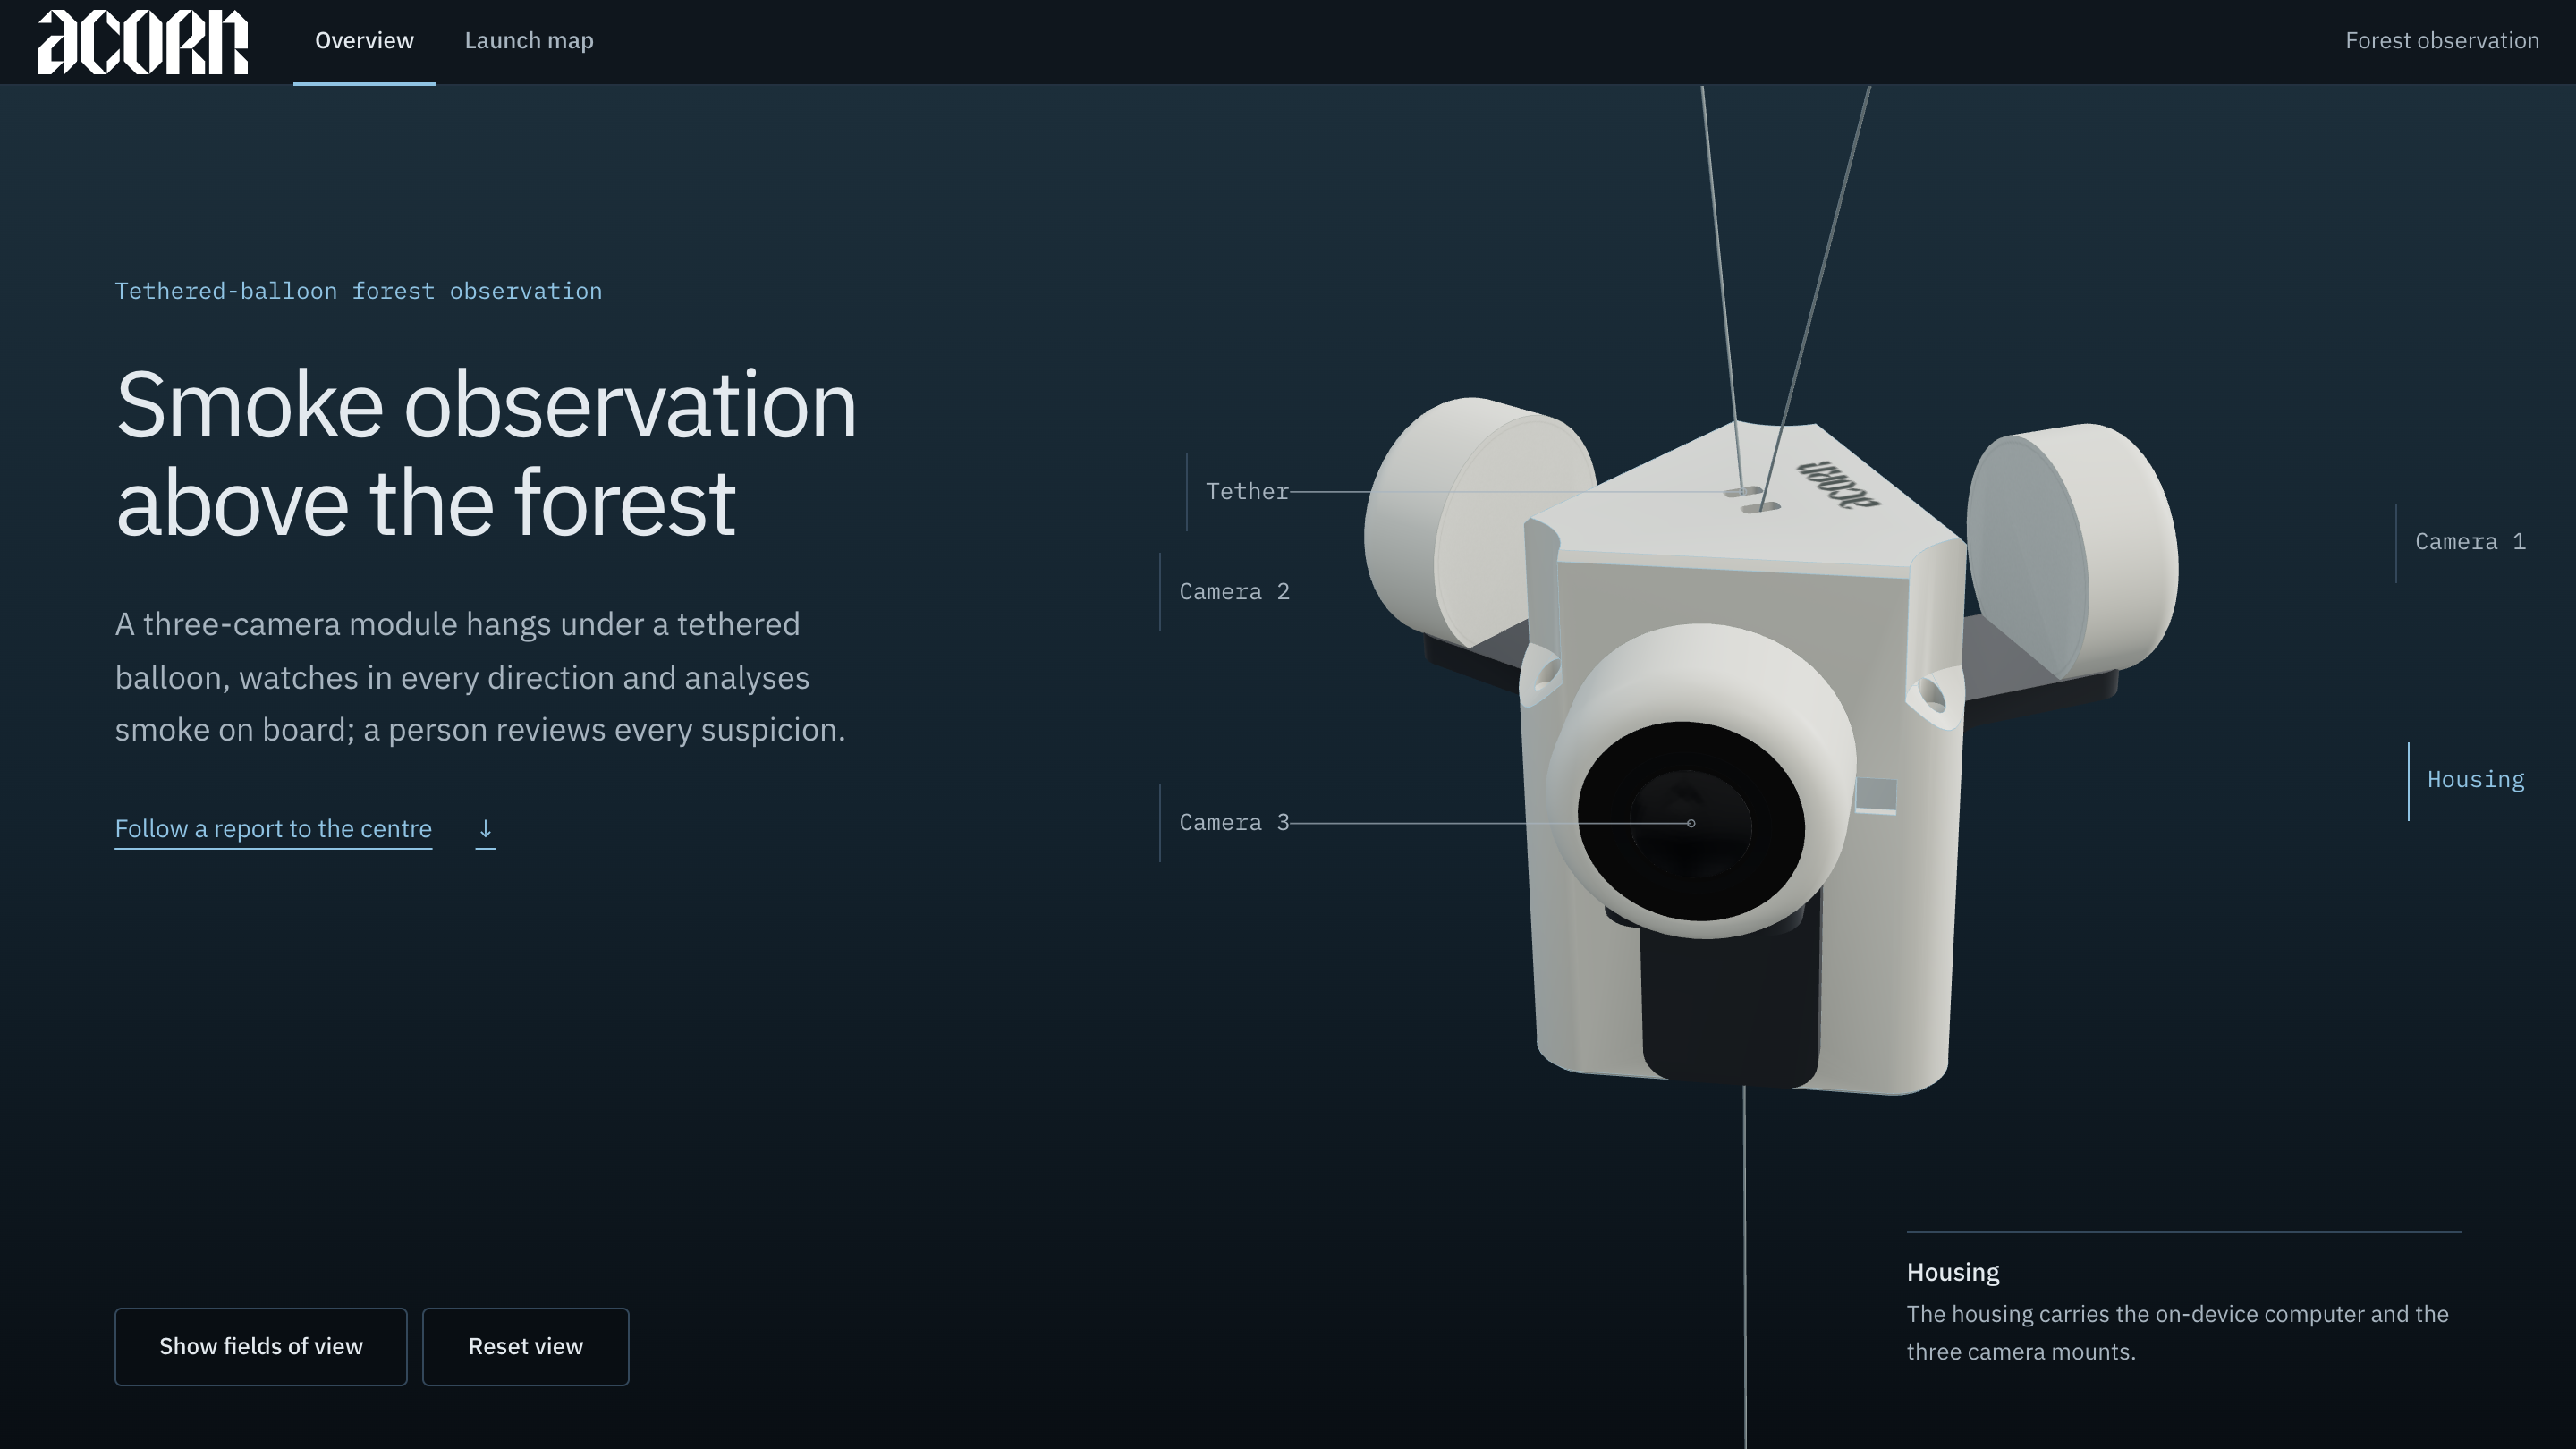 acorn
Overview
Launch map
Forest observation
Tethered-balloon forest observation
Smoke observation
above the forest
A three-camera module hangs under a tethered
balloon, watches in every direction and analyses
smoke on board; a person reviews every suspicion.
Follow a report to the centre ↓
Tether
Camera 2
Camera 3
acorn
Camera 1
Housing
Housing
The housing carries the on-device computer and the
three camera mounts.
Show fields of view
Reset view